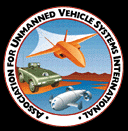 ASSOCIATION FOR UNMANNED VEHICLE SYSTEMS INTERNATIONAL